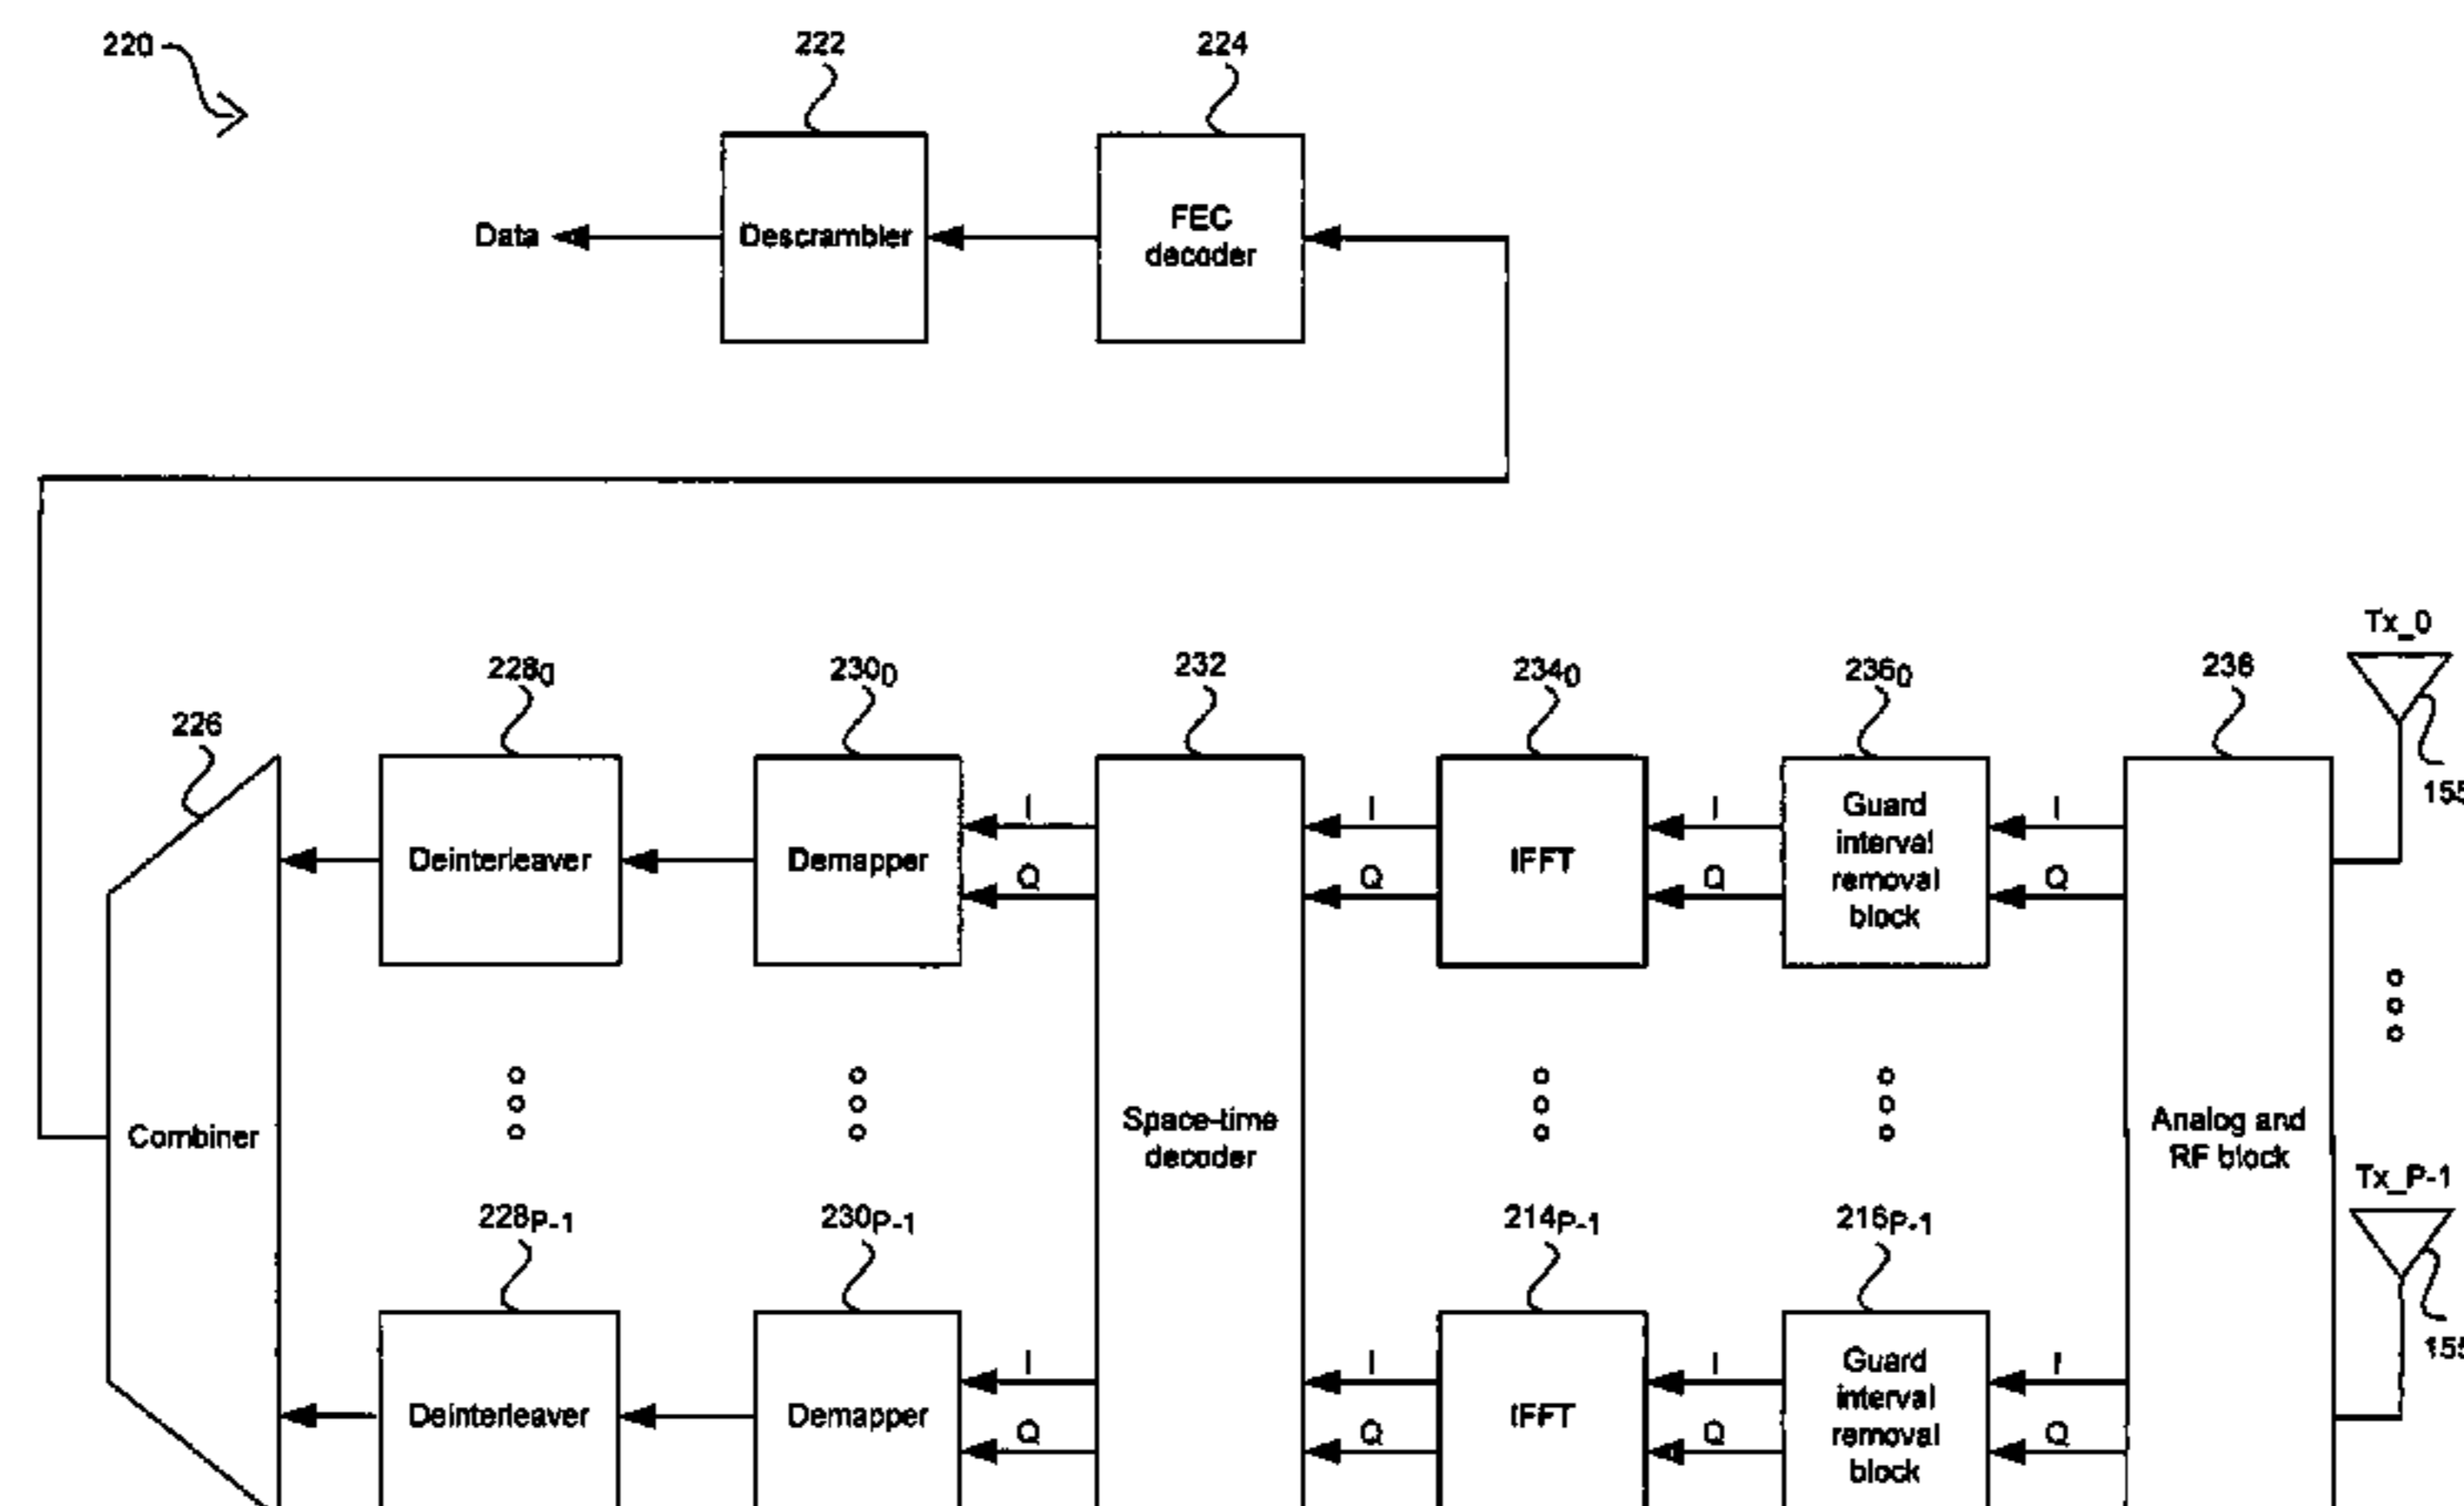 220
222
224
Data
Descrambler
FEC
decoder
Tx_0
228₀
230₀
232
234₀
236₀
238
226
155
I
I
I
I
Guard
interval
removal
block
Deinterleaver
Demapper
IFFT
Q
Q
Q
Q
Combiner
Space-time
decoder
Analog and
RF block
Tx_P-1
228P-1
230P-1
214P-1
216P-1
155
I
I
I
I
Guard
interval
removal
block
Deinterleaver
Demapper
IFFT
Q
Q
Q
Q